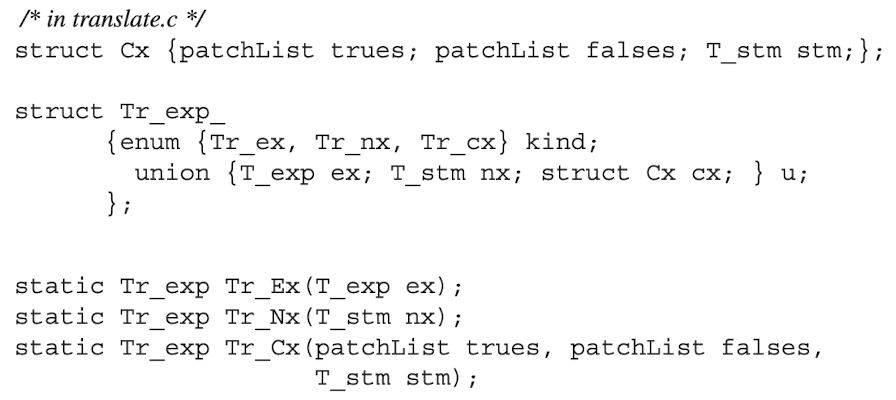 /* in translate.c */
struct Cx {patchList trues; patchList falses; T_stm stm;};
struct Tr_exp_
{enum {Tr_ex, Tr_nx, Tr_cx} kind;
union {T_exp ex; T_stm nx; struct Cx cx; } u;
};
static Tr_exp Tr_Ex(T_exp ex);
static Tr_exp Tr_Nx(T_stm nx);
static Tr_exp Tr_Cx(patchList trues, patchList falses,
T_stm stm);